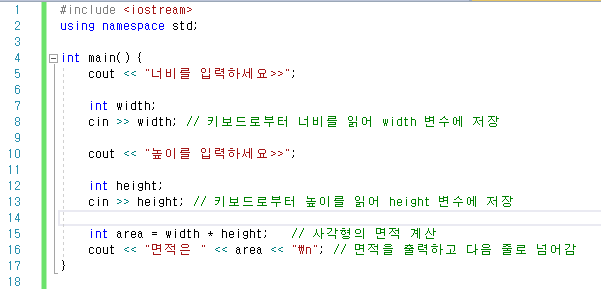 1 #include <iostream>
2 using namespace std;
3
4 int main() {
5 cout << "너비를 입력하세요>>";
6
7 int width;
8 cin >> width; // 키보드로부터 너비를 읽어 width 변수에 저장
9
10 cout << "높이를 입력하세요>>";
11
12 int height;
13 cin >> height; // 키보드로부터 높이를 읽어 height 변수에 저장
14
15 int area = width * height; // 사각형의 면적 계산
16 cout << "면적은 " << area << "₩n"; // 면적을 출력하고 다음 줄로 넘어감
17 }
18